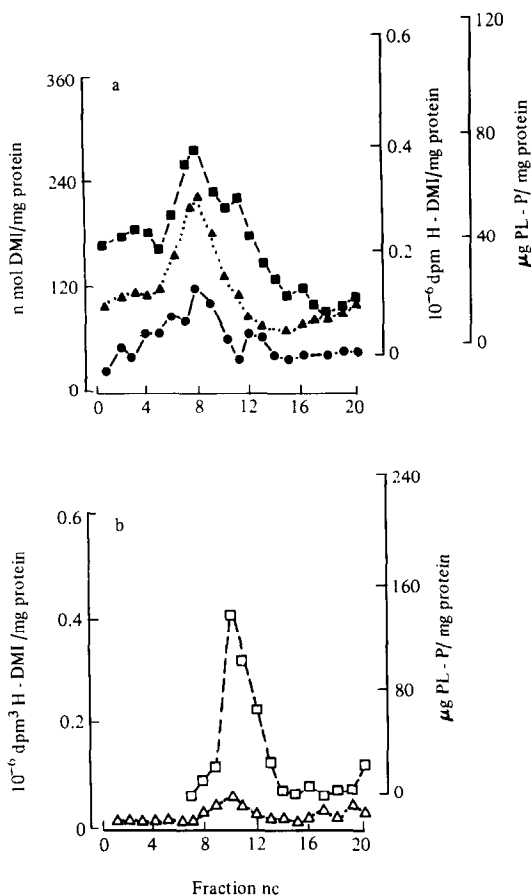 a
360
240
120
0
n mol DMI/mg protein
0.6
0.4
0.2
0
10⁻⁶ dpm H - DMI/mg protein
120
80
40
0
µg PL - P/ mg protein
0 4 8 12 16 20
b
0.6
0.4
0.2
0
10⁻⁶ dpm³ H - DMI /mg protein
240
160
80
0
µg PL - P/ mg protein
0 4 8 12 16 20
Fraction nc